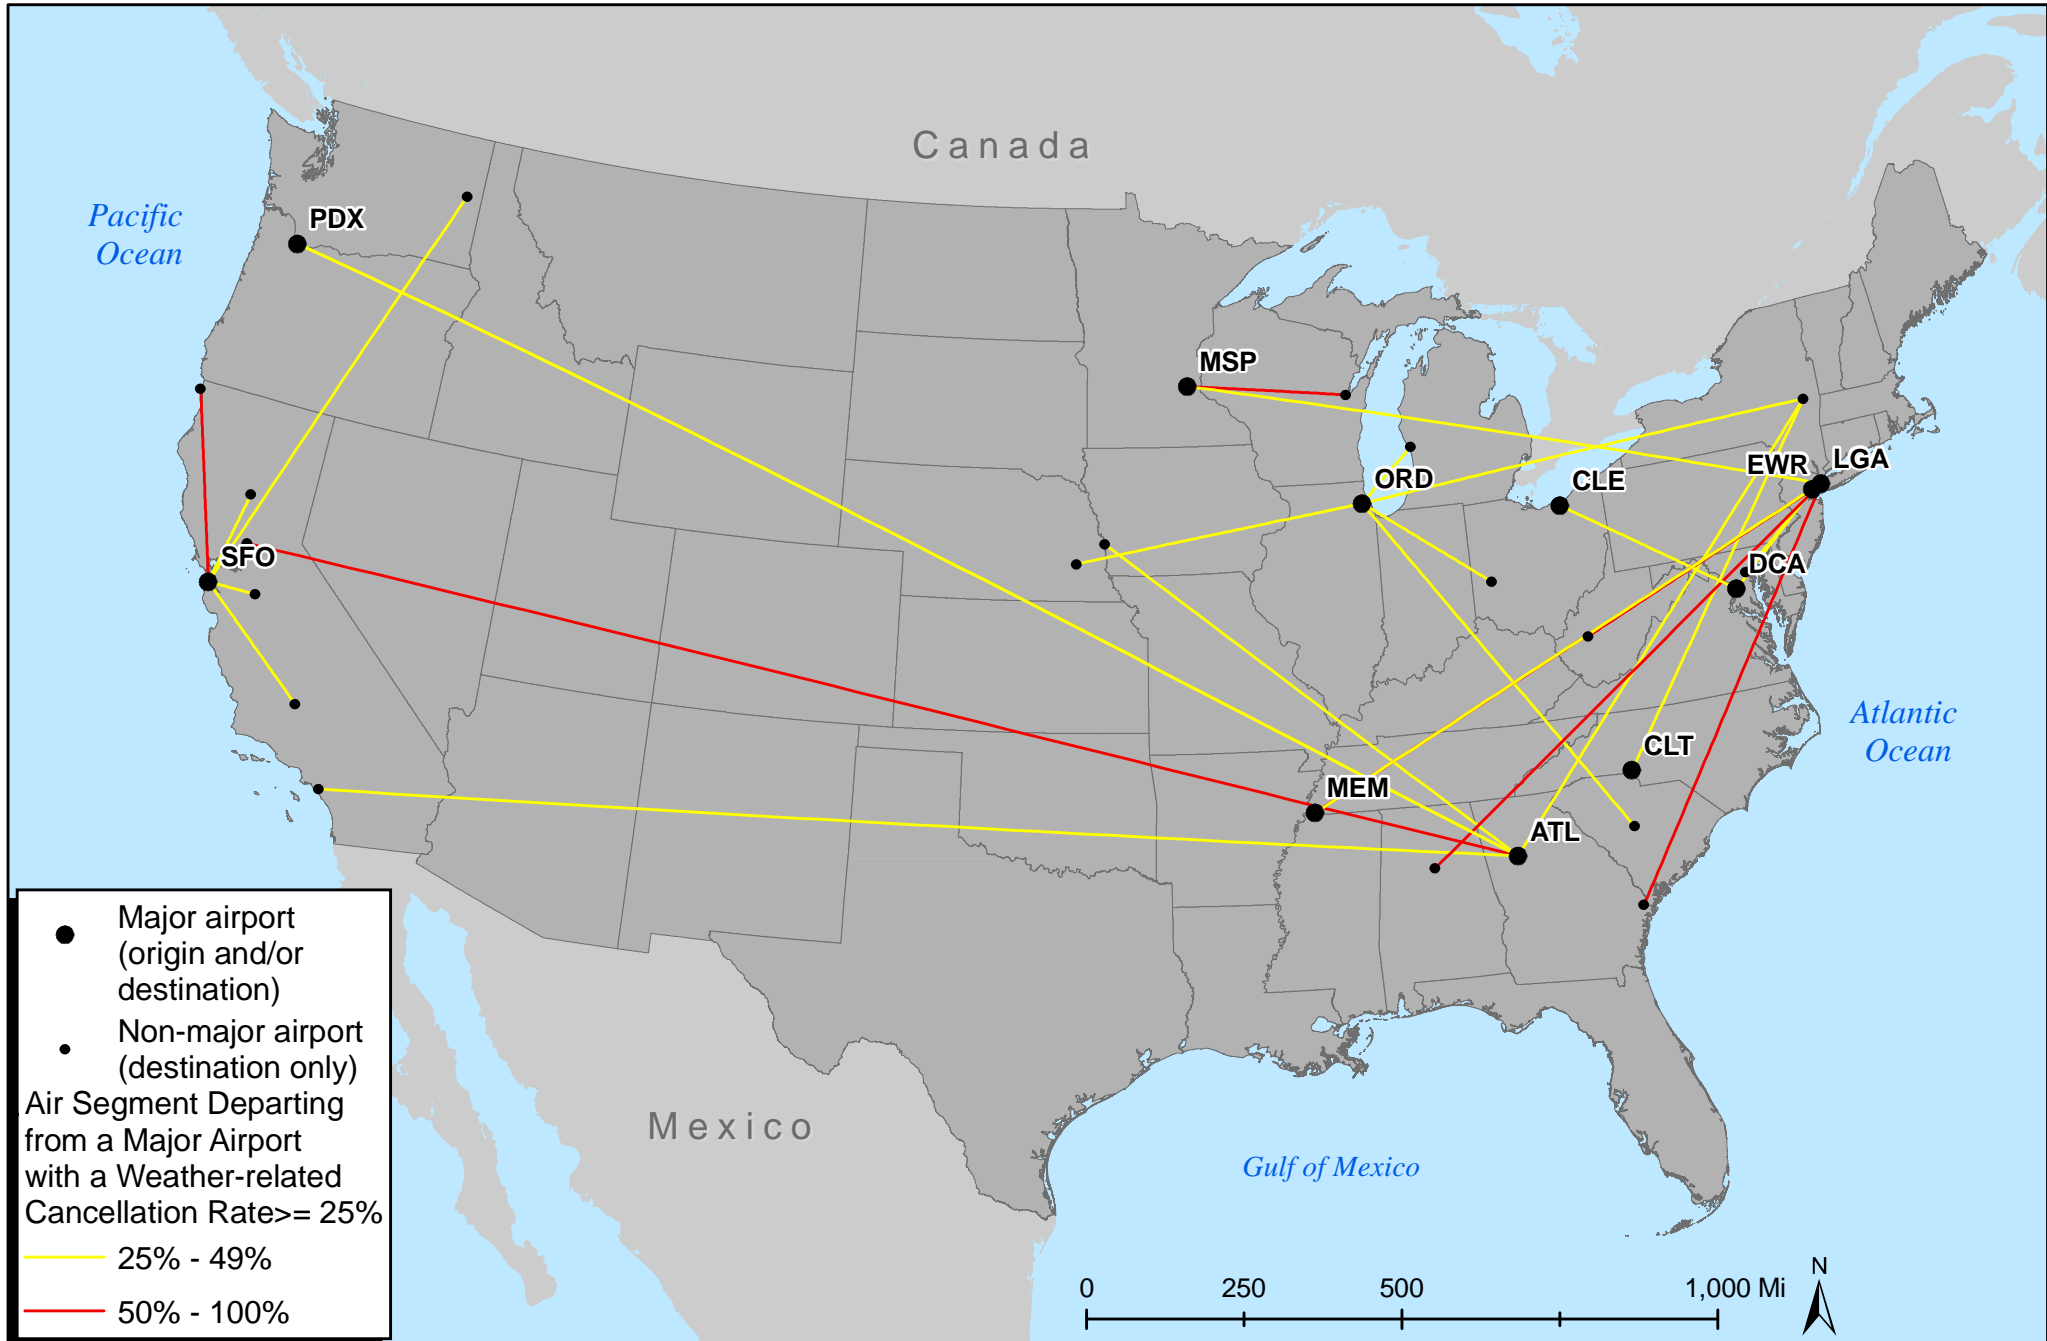 Canada
Pacific
Ocean
PDX
MSP
ORD
CLE
EWR
LGA
SFO
DCA
Atlantic
Ocean
CLT
MEM
ATL
Mexico
Gulf of Mexico
Major airport
(origin and/or
destination)
Non-major airport
(destination only)
Air Segment Departing
from a Major Airport
with a Weather-related
Cancellation Rate>= 25%
25% - 49%
50% - 100%
0 250 500 1,000 Mi
N